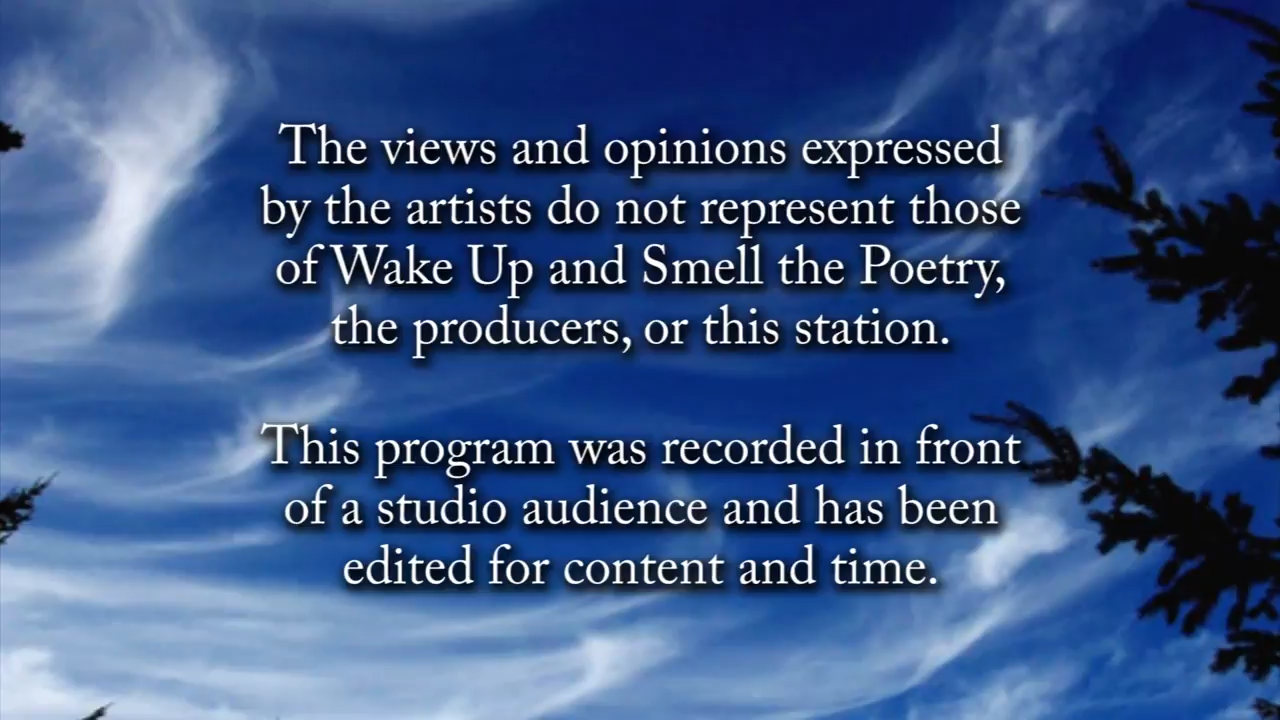 The views and opinions expressed
by the artists do not represent those
of Wake Up and Smell the Poetry,
the producers, or this station.
This program was recorded in front
of a studio audience and has been
edited for content and time.